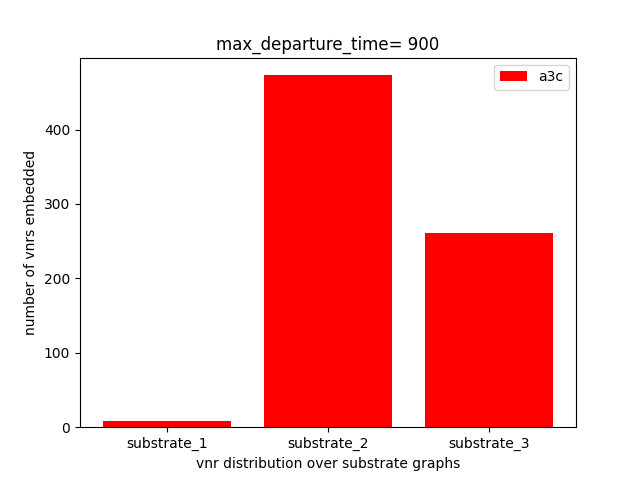 max_departure_time= 900
a3c
number of vnrs embedded
400
300
200
100
0
substrate_1 substrate_2 substrate_3
vnr distribution over substrate graphs